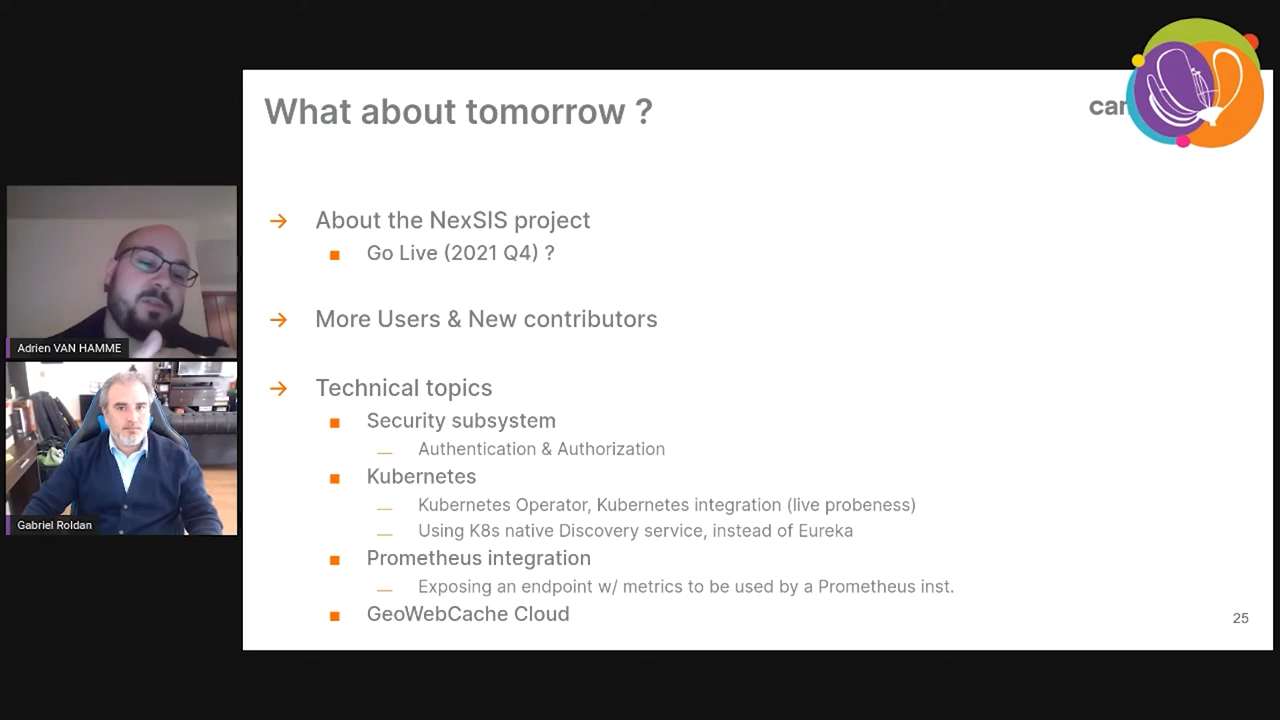 What about tomorrow ?
About the NexSIS project
Go Live (2021 Q4) ?
More Users & New contributors
Technical topics
Security subsystem
Authentication & Authorization
Kubernetes
Kubernetes Operator, Kubernetes integration (live probeness)
Using K8s native Discovery service, instead of Eureka
Prometheus integration
Exposing an endpoint w/ metrics to be used by a Prometheus inst.
GeoWebCache Cloud
25
Adrien VAN HAMME
Gabriel Roldan